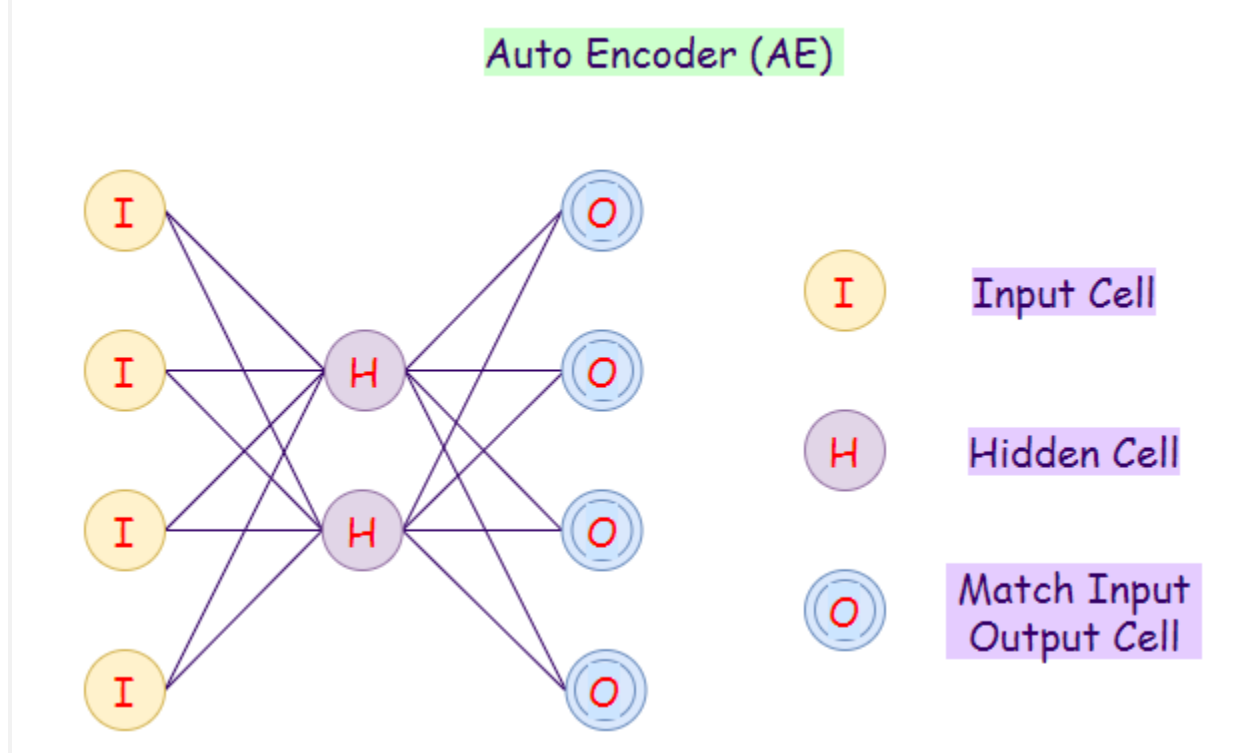 Auto Encoder (AE)
I O
I Input Cell
I H O
H Hidden Cell
I H O
O Match Input
Output Cell
I O